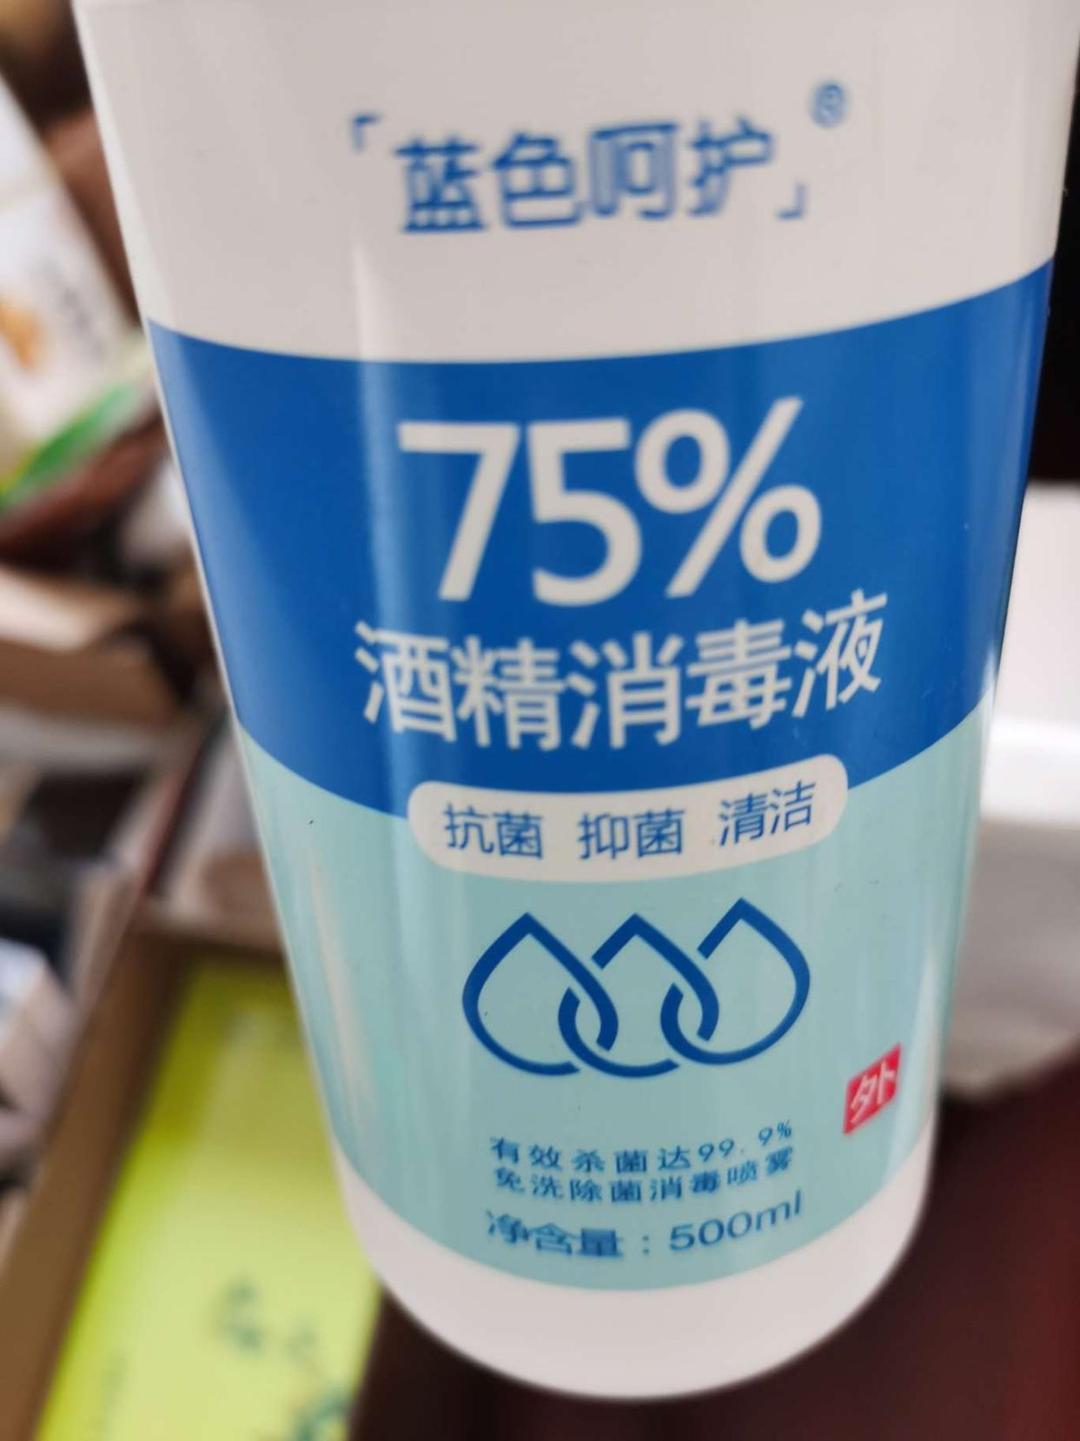 「蓝色呵护」®
75%
酒精消毒液
抗菌 抑菌 清洁
外
有效杀菌达99.9%
免洗除菌消毒喷雾
净含量：500ml